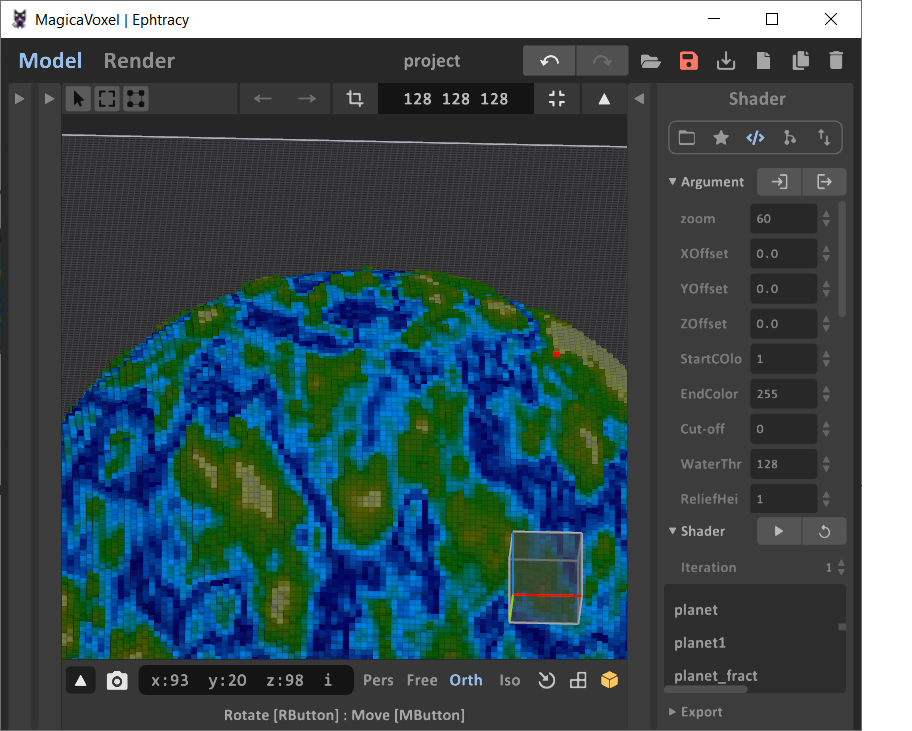 MagicaVoxel | Ephtracy
Model Render project
128 128 128
Shader
Argument
zoom 60
XOffset 0.0
YOffset 0.0
ZOffset 0.0
StartCOlo 1
EndColor 255
Cut-off 0
WaterThr 128
ReliefHei 1
Shader
Iteration 1
planet
planet1
planet_fract
Export
x:93 y:20 z:98 i
Pers Free Orth Iso
Rotate [RButton] : Move [MButton]